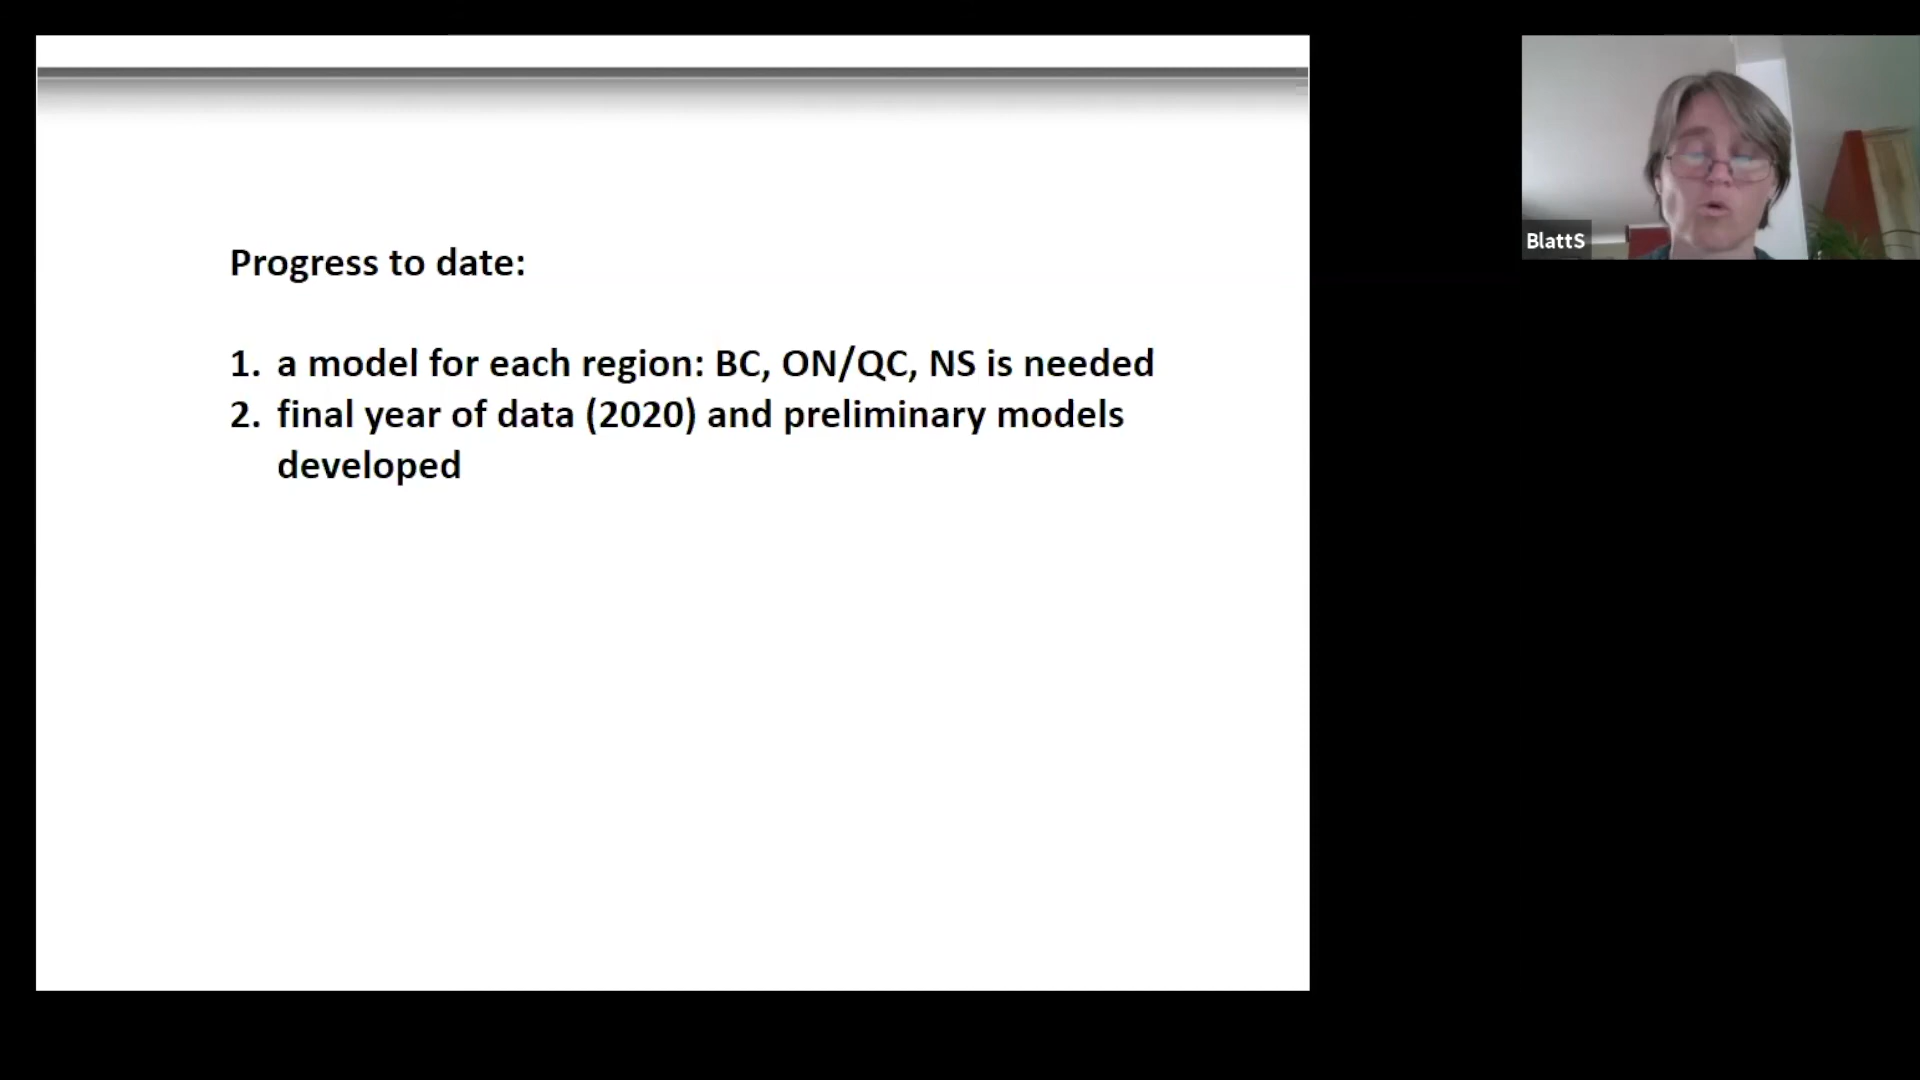 Progress to date:
1. a model for each region: BC, ON/QC, NS is needed
2. final year of data (2020) and preliminary models
developed
BlattS